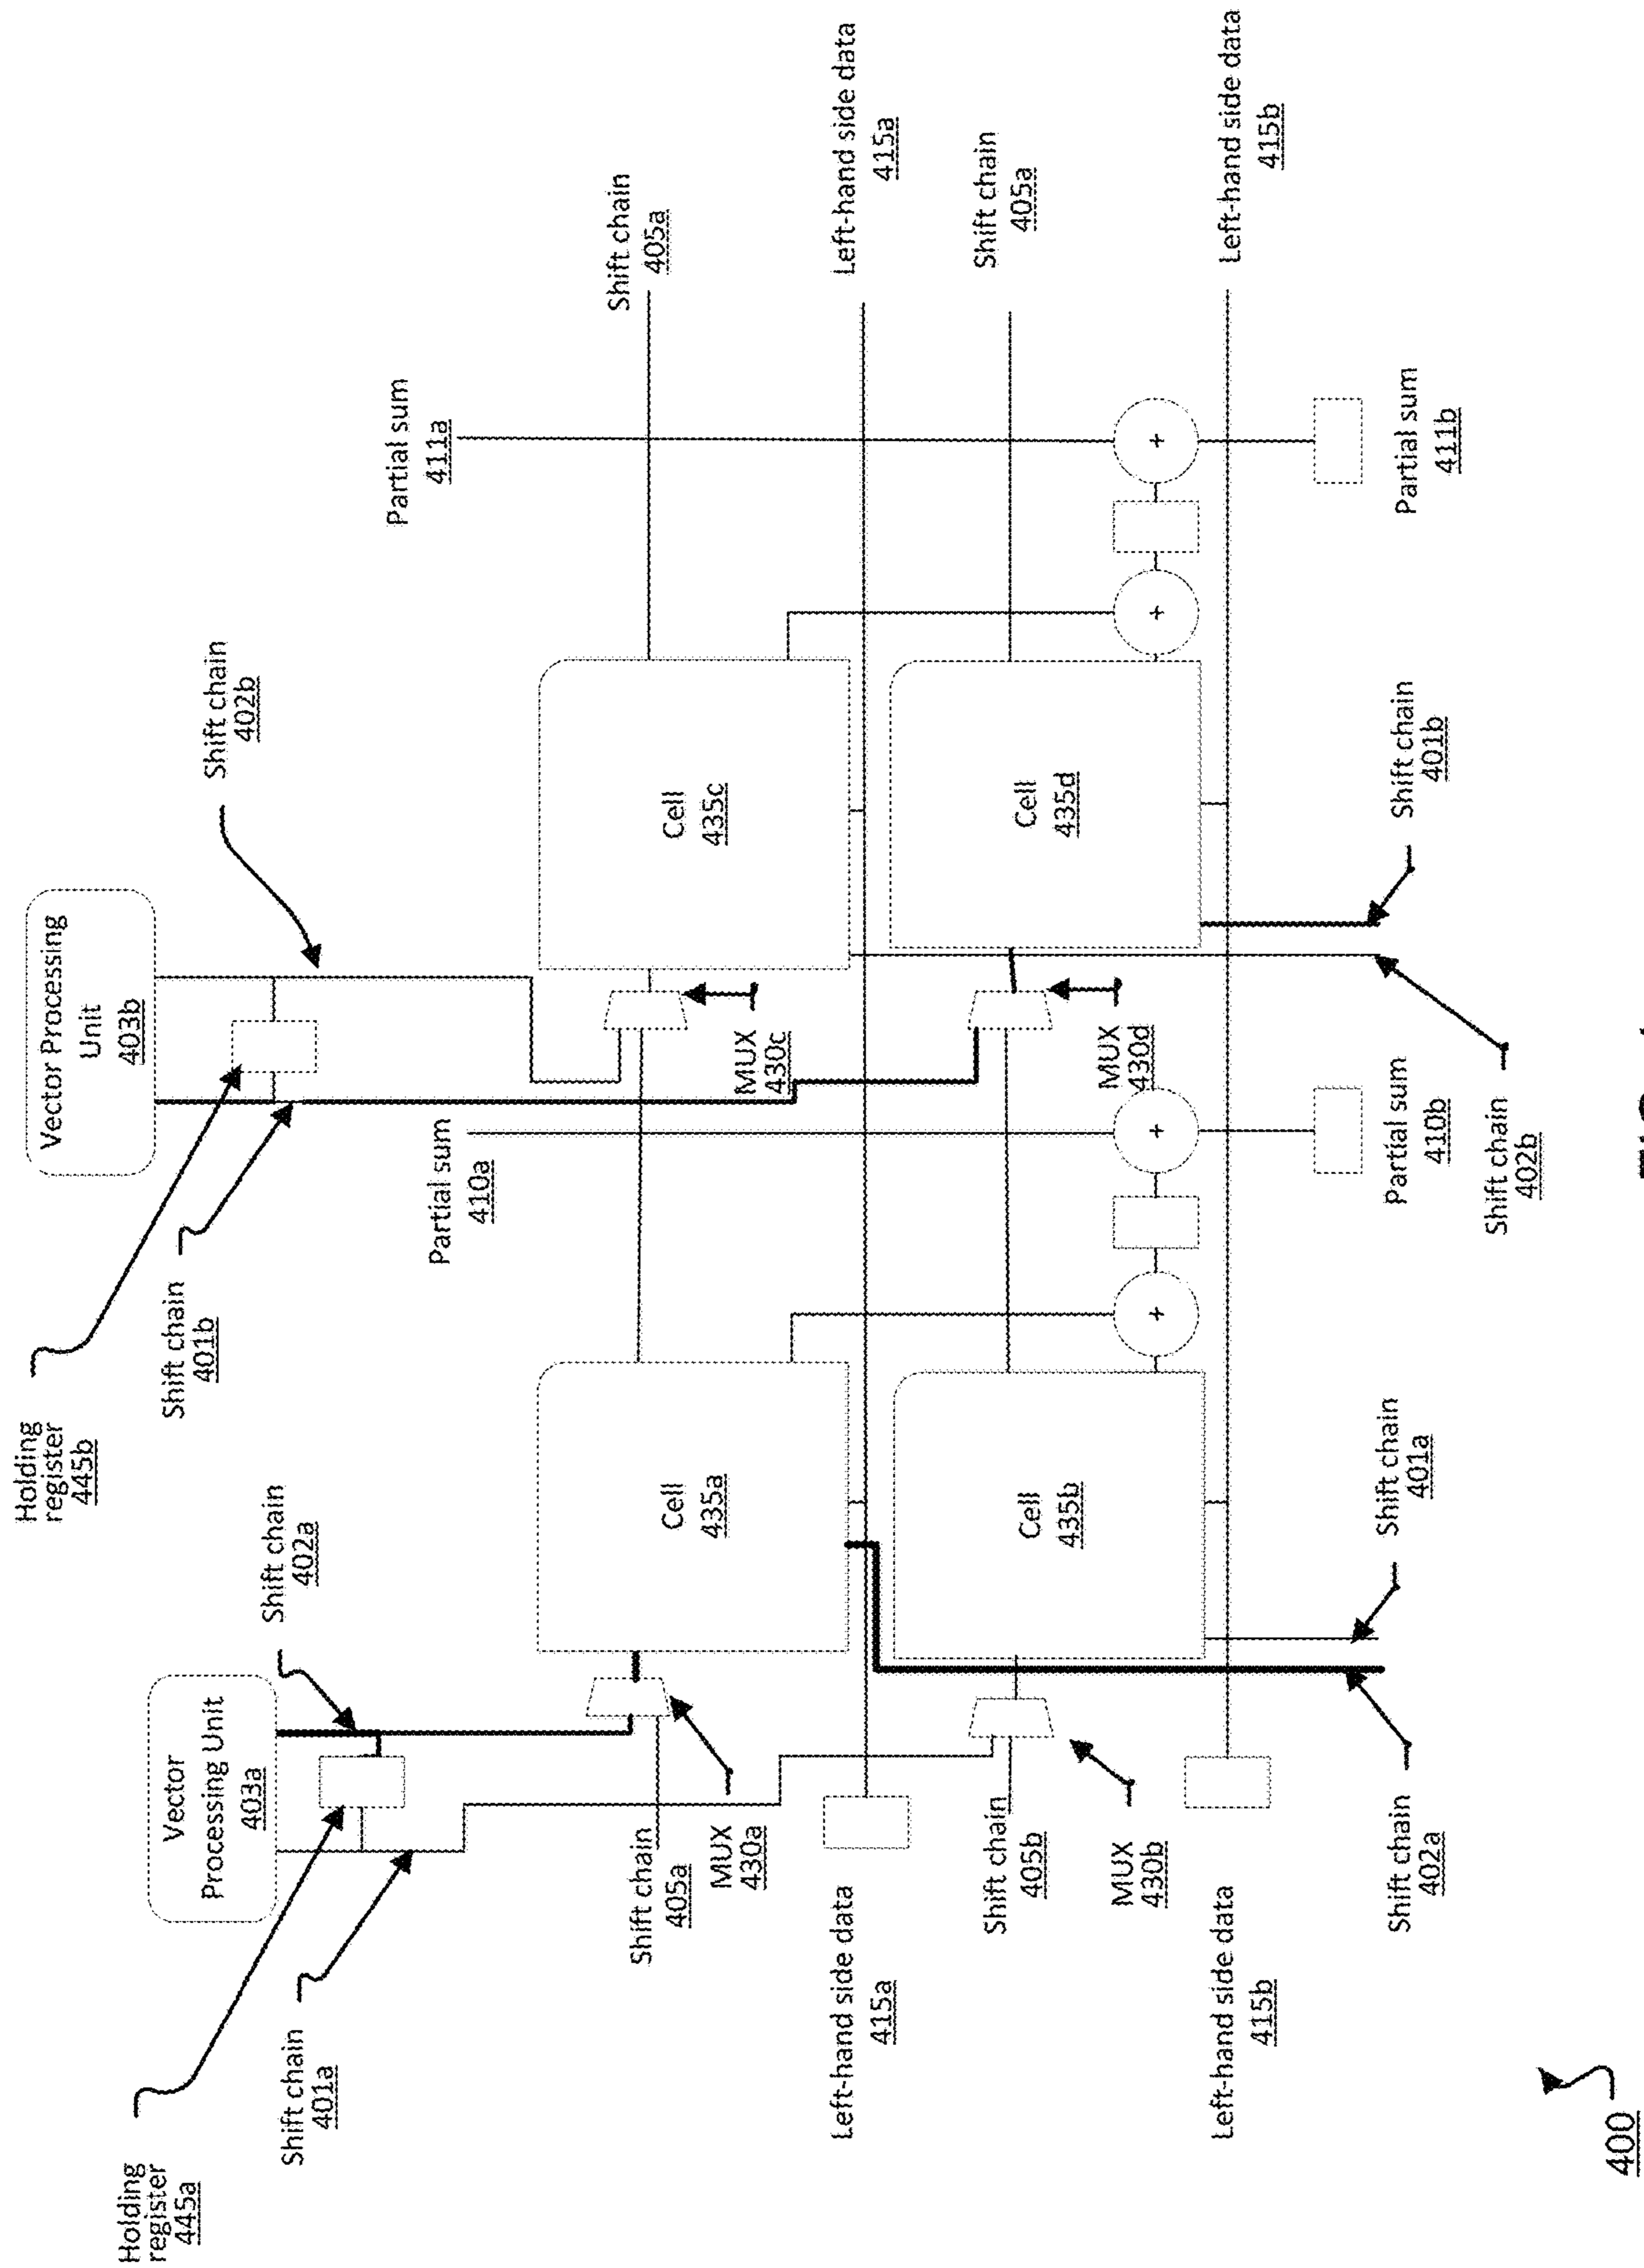 Vector Processing
Unit
403b
Holding
register
445b
Shift chain
402b
Shift chain
401b
Vector
Processing Unit
403a
Shift chain
402a
Holding
register
445a
Shift chain
401a
Partial sum
410a
Partial sum
411a
Shift chain
405a
Shift chain
405a
MUX
430a
Cell
435a
MUX
430c
Cell
435c
Left-hand side data
415a
Left-hand side data
415a
Shift chain
405b
MUX
430b
Cell
435b
MUX
430d
Cell
435d
Shift chain
405a
+
+
+
+
Left-hand side data
415b
Left-hand side data
415b
Shift chain
402a
Shift chain
401a
Partial sum
410b
Shift chain
402b
Shift chain
401b
Partial sum
411b
400